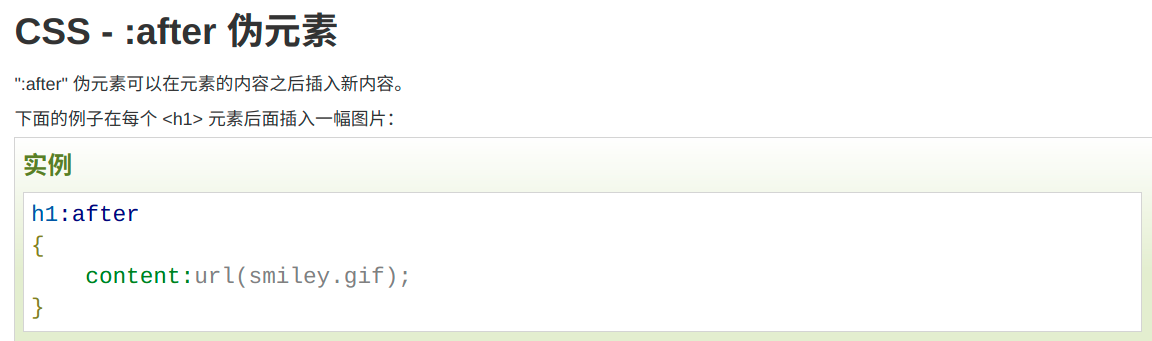 CSS - :after 伪元素
":after" 伪元素可以在元素的内容之后插入新内容。
下面的例子在每个 <h1> 元素后面插入一幅图片：
实例
h1:after
{
    content:url(smiley.gif);
}